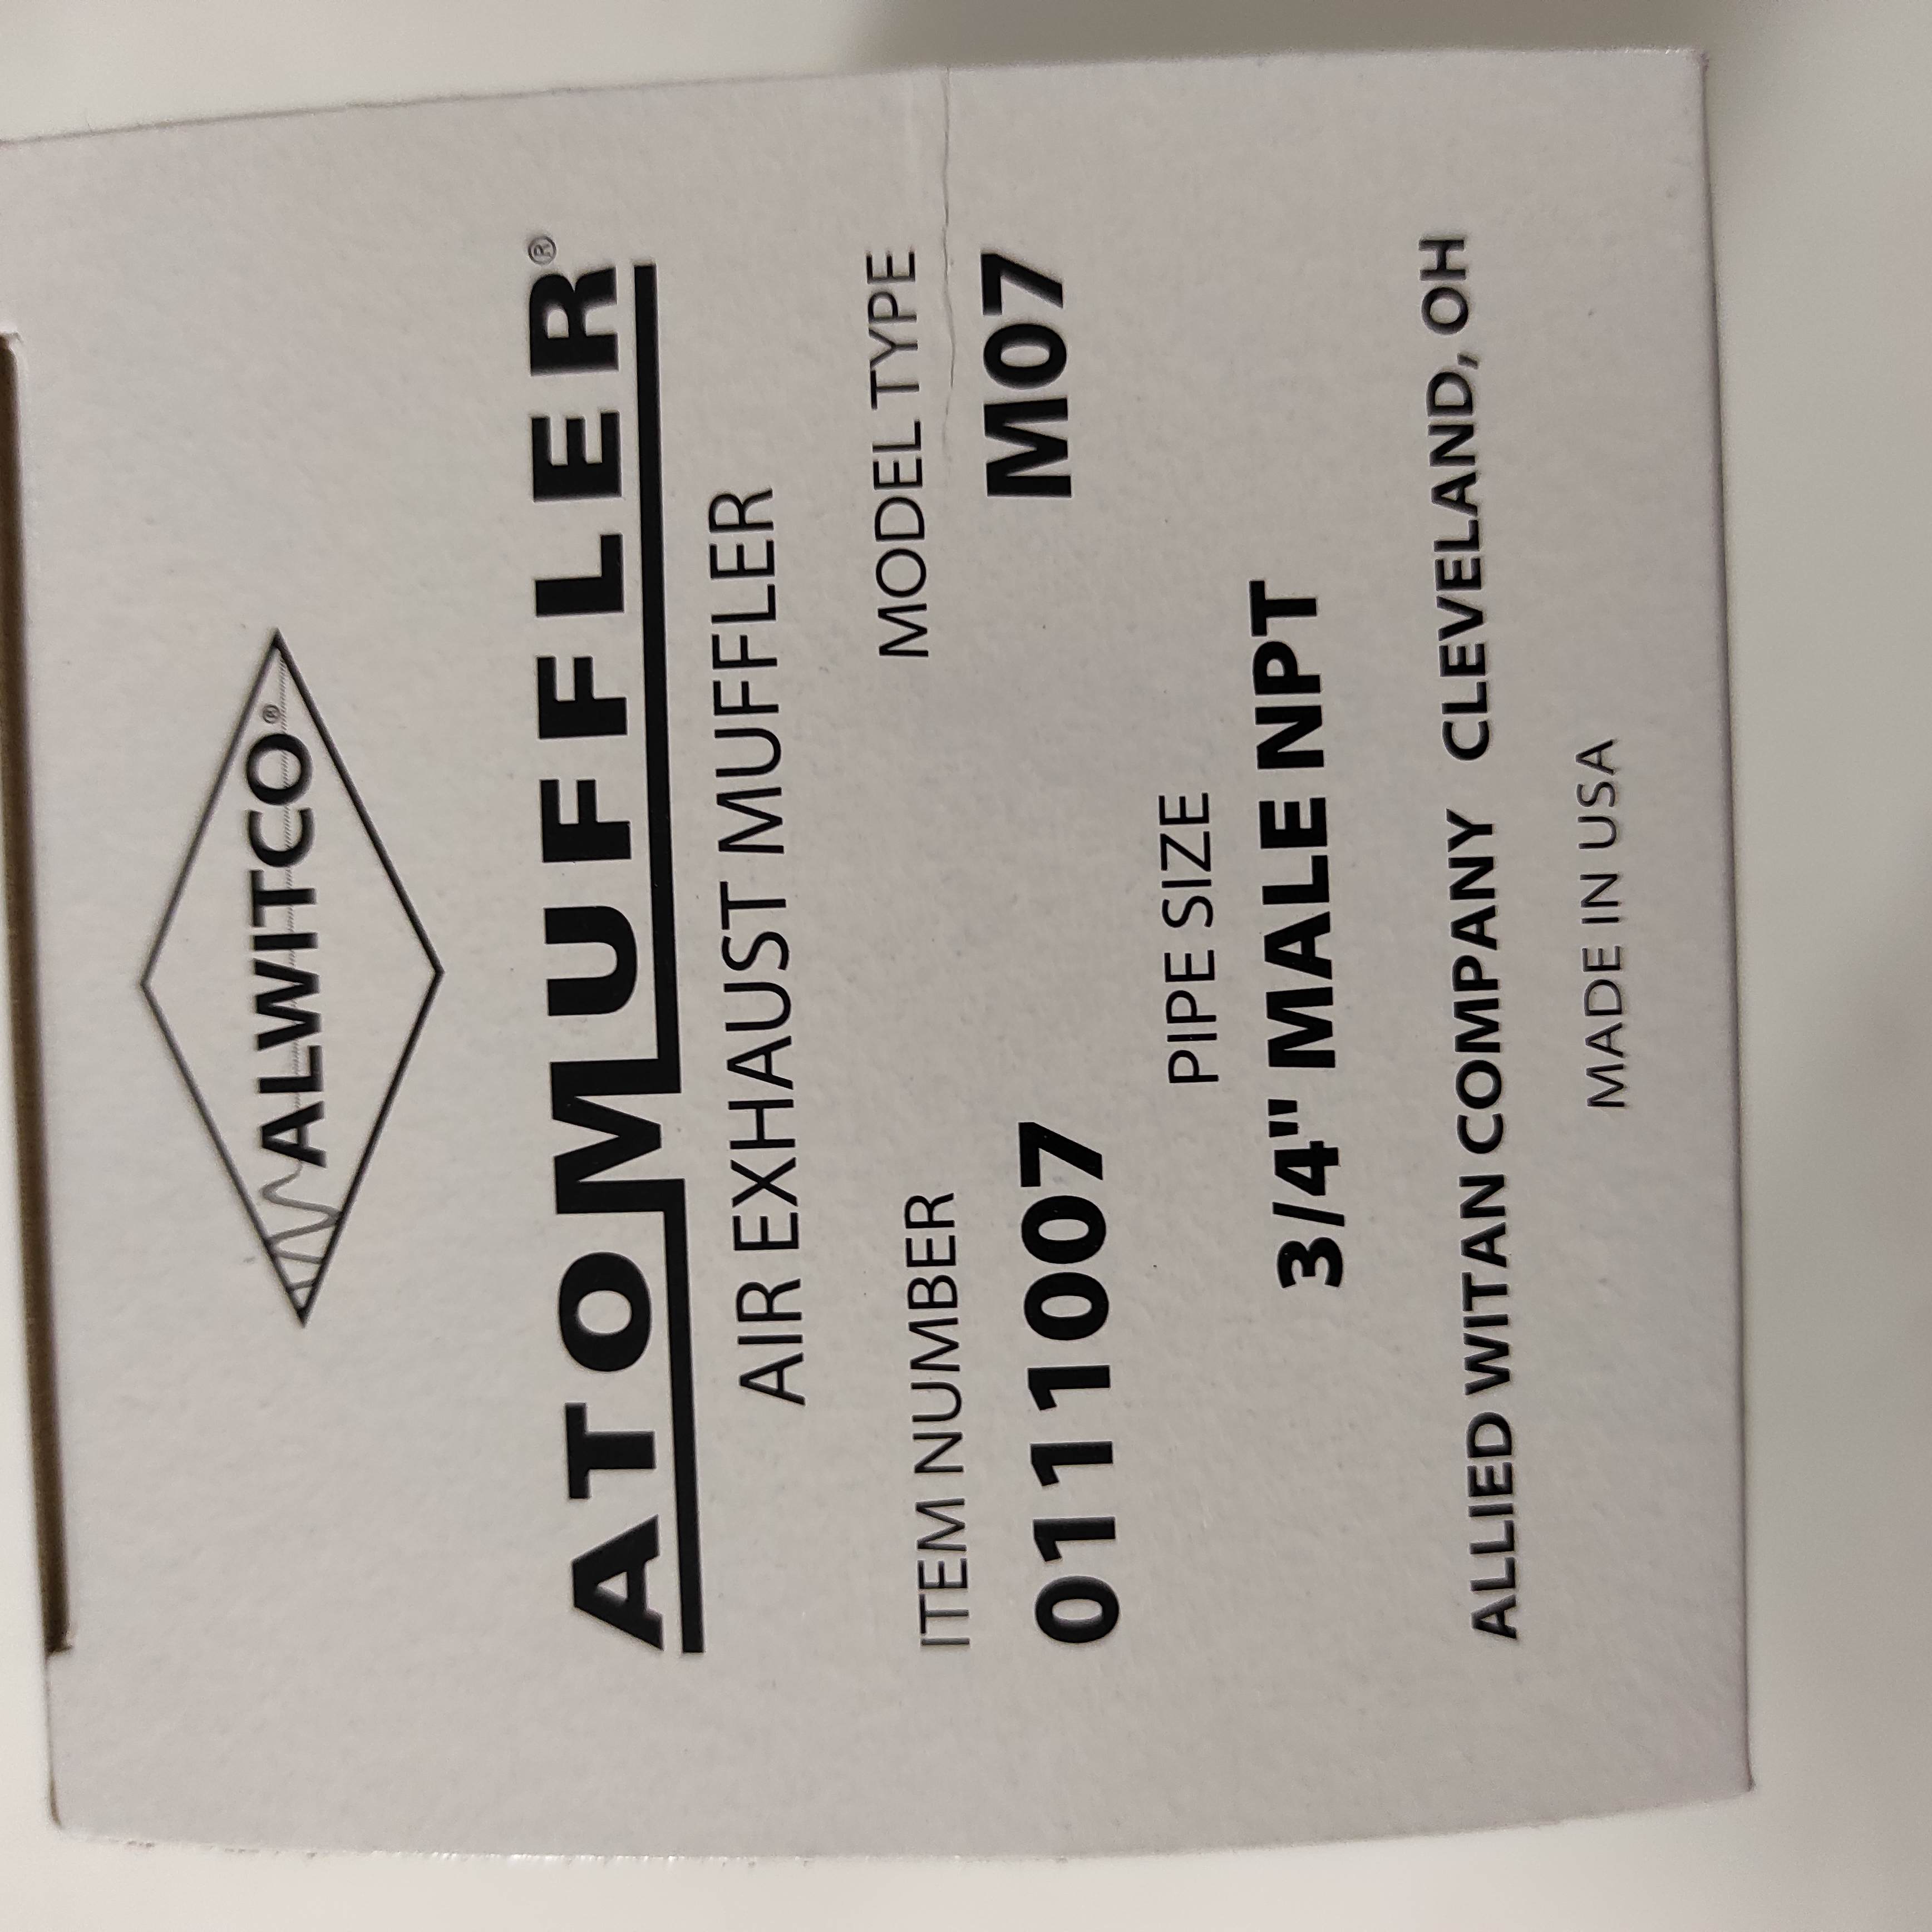 ALWITCO®
ATOMUFFLER®
AIR EXHAUST MUFFLER
ITEM NUMBER MODEL TYPE
0111007 M07
PIPE SIZE
3/4" MALE NPT
ALLIED WITAN COMPANY CLEVELAND, OH
MADE IN USA